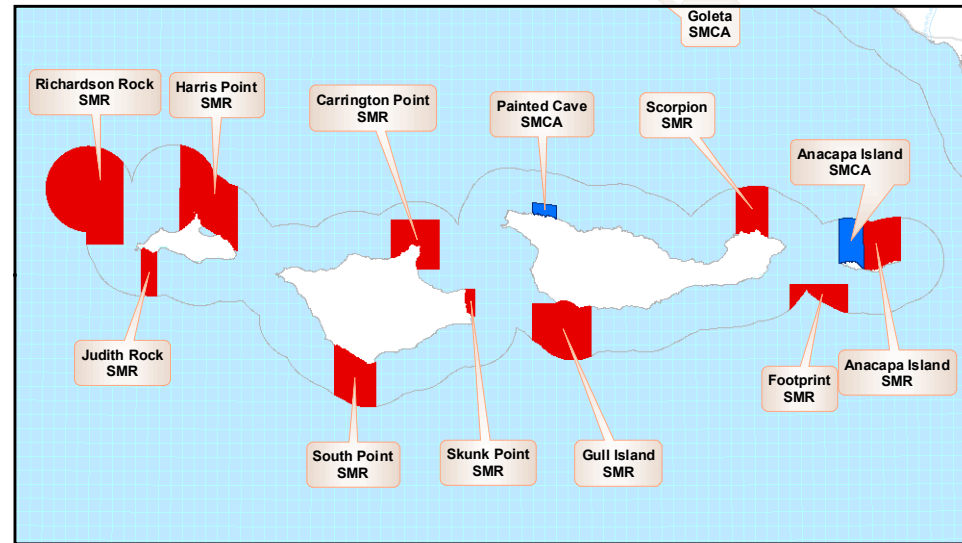 Goleta
SMCA
Richardson Rock
SMR
Harris Point
SMR
Carrington Point
SMR
Painted Cave
SMCA
Scorpion
SMR
Anacapa Island
SMCA
Judith Rock
SMR
South Point
SMR
Skunk Point
SMR
Gull Island
SMR
Footprint
SMR
Anacapa Island
SMR